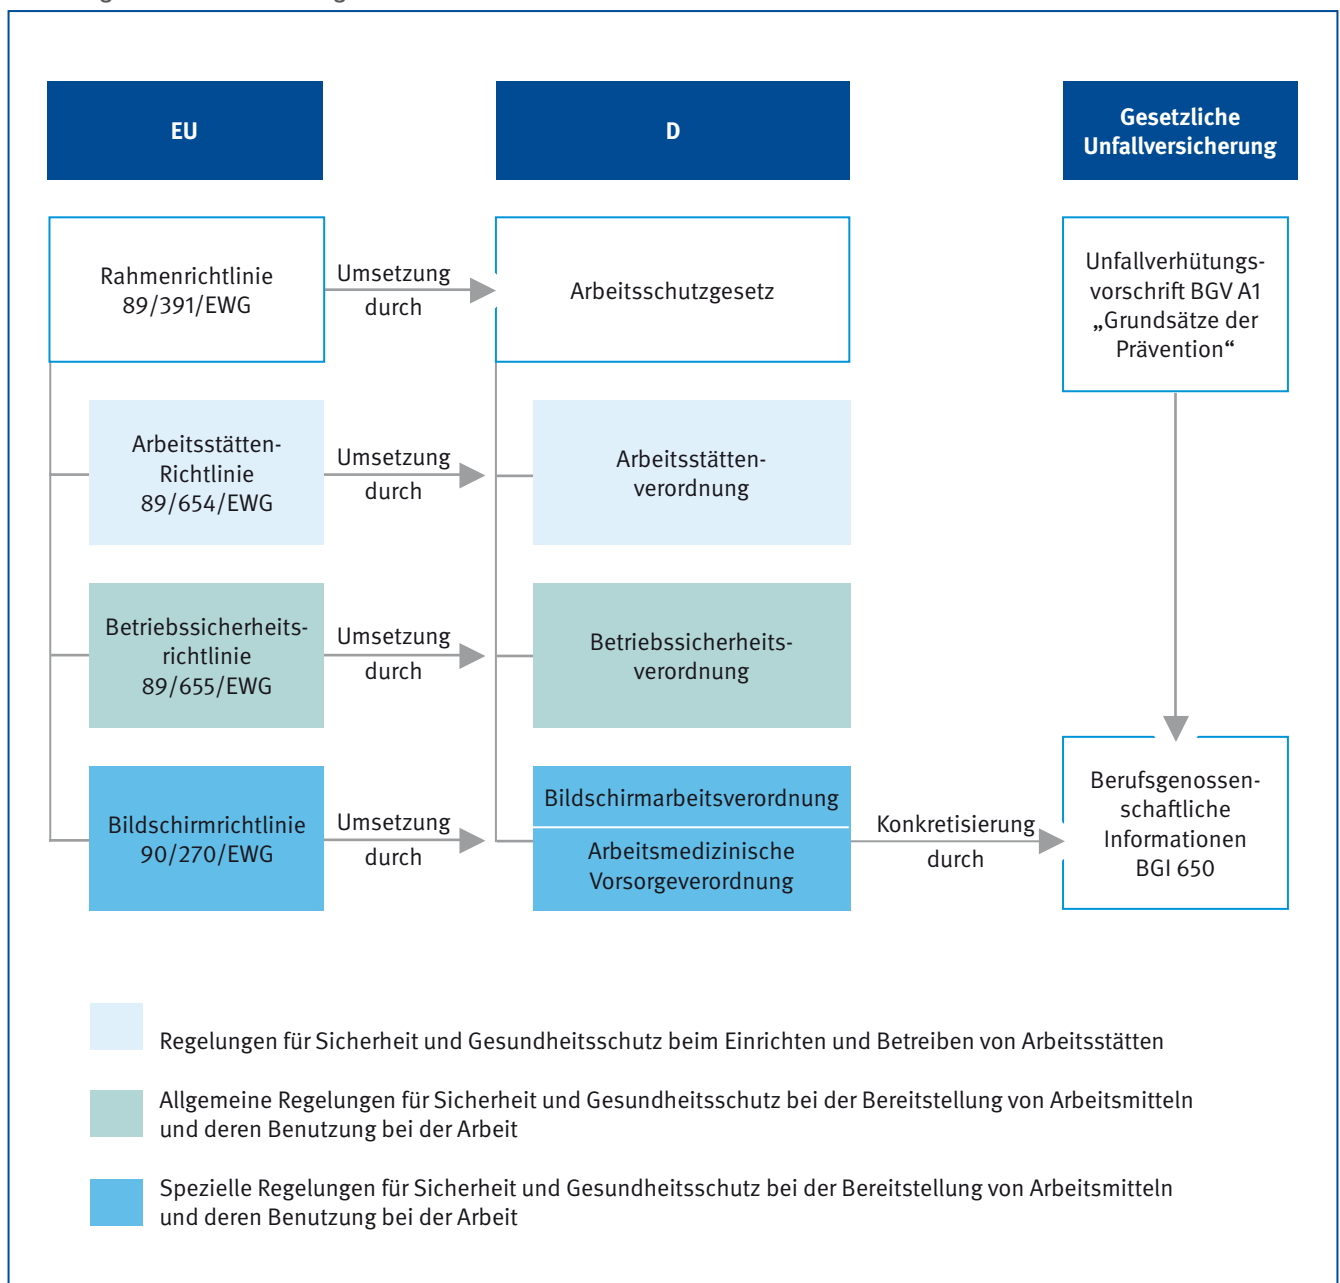 EU
D
Gesetzliche
Unfallversicherung
Rahmenrichtlinie
89/391/EWG
Umsetzung
durch
Arbeitsschutzgesetz
Unfallverhütungs-
vorschrift BGV A1
„Grundsätze der
Prävention“
Arbeitsstätten-
Richtlinie
89/654/EWG
Umsetzung
durch
Arbeitsstätten-
verordnung
Betriebssicherheits-
richtlinie
89/655/EWG
Umsetzung
durch
Betriebssicherheits-
verordnung
Bildschirmrichtlinie
90/270/EWG
Umsetzung
durch
Bildschirmarbeitsverordnung
Arbeitsmedizinische
Vorsorgeverordnung
Konkretisierung
durch
Berufsgenossen-
schaftliche
Informationen
BGI 650
Regelungen für Sicherheit und Gesundheitsschutz beim Einrichten und Betreiben von Arbeitsstätten
Allgemeine Regelungen für Sicherheit und Gesundheitsschutz bei der Bereitstellung von Arbeitsmitteln
und deren Benutzung bei der Arbeit
Spezielle Regelungen für Sicherheit und Gesundheitsschutz bei der Bereitstellung von Arbeitsmitteln
und deren Benutzung bei der Arbeit